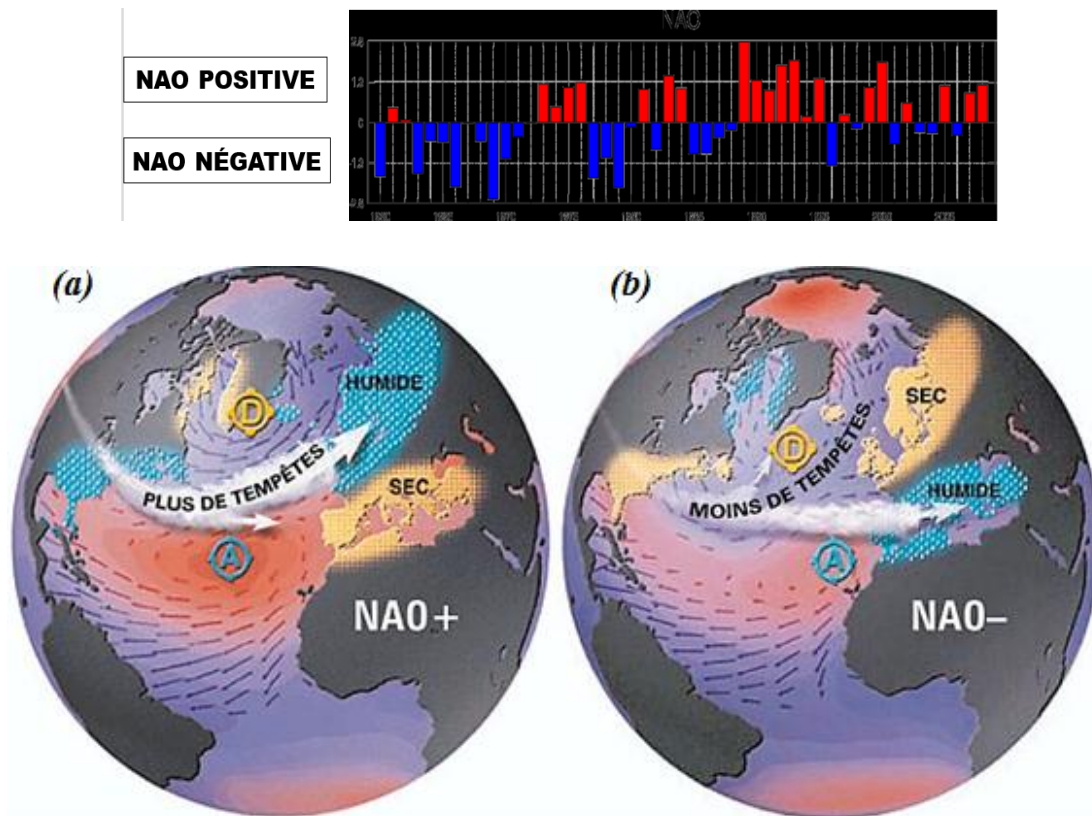 NAO
NAO POSITIVE
NAO NÉGATIVE
(a)
HUMIDE
D
PLUS DE TEMPÊTES
SEC
A
NAO+
(b)
SEC
D
MOINS DE TEMPÊTES
HUMIDE
A
NAO–